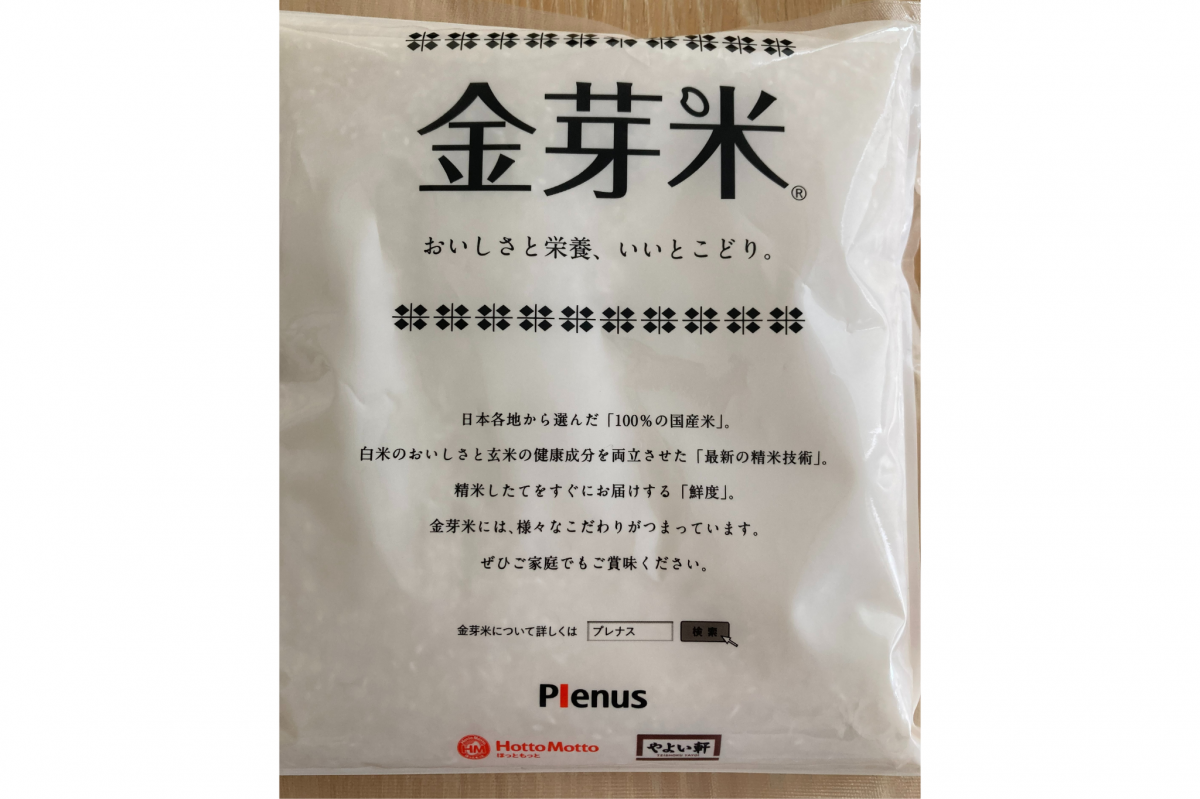 金芽米®
おいしさと栄養、いいとこどり。
日本各地から選んだ「100%の国産米」。
白米のおいしさと玄米の健康成分を両立させた「最新の精米技術」。
精米したてをすぐにお届けする「鮮度」。
金芽米には、様々なこだわりがつまっています。
ぜひご家庭でもご賞味ください。
金芽米について詳しくは プレナス 検索
Plenus
HM HottoMotto やよい軒
ほっともっと